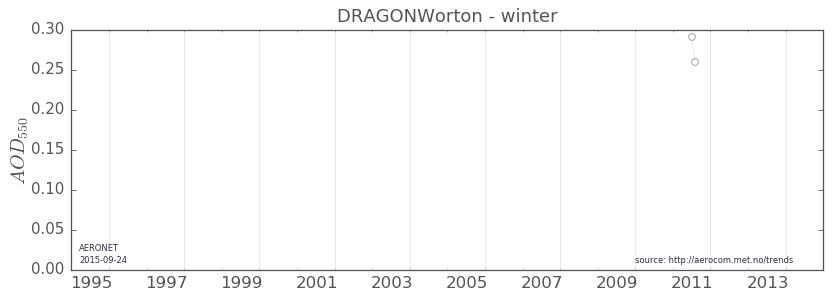 DRAGONWorton - winter
0.30
0.25
0.20
0.15
0.10
0.05
0.00
AOD550
AERONET
2015-09-24
source: http://aerocom.met.no/trends
1995 1997 1999 2001 2003 2005 2007 2009 2011 2013